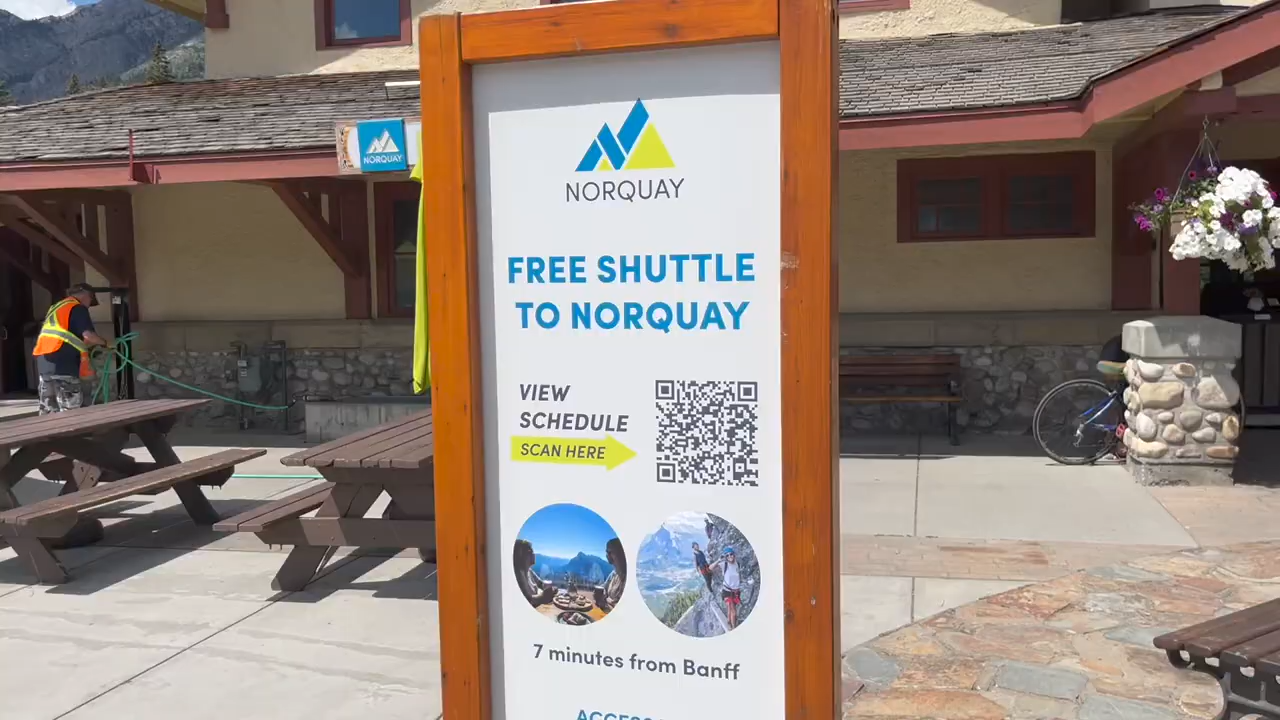 NORQUAY
NORQUAY
FREE SHUTTLE
TO NORQUAY
VIEW
SCHEDULE
SCAN HERE
7 minutes from Banff